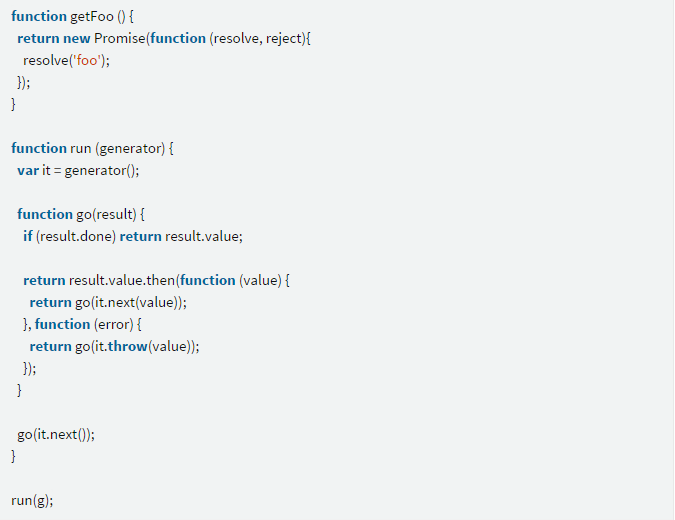 function getFoo () {
return new Promise(function (resolve, reject){
resolve('foo');
});
}
function run (generator) {
var it = generator();
function go(result) {
if (result.done) return result.value;
return result.value.then(function (value) {
return go(it.next(value));
}, function (error) {
return go(it.throw(value));
});
}
go(it.next());
}
run(g);